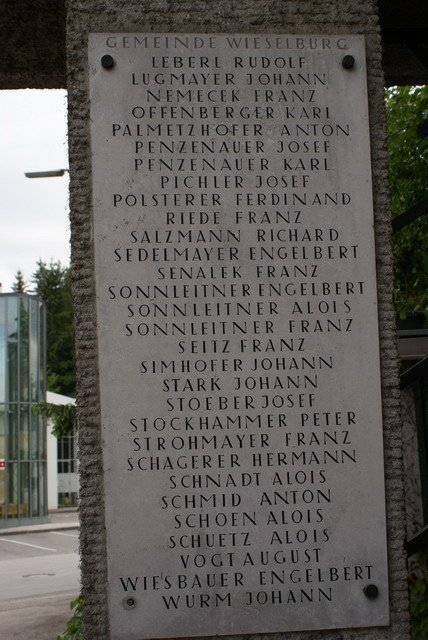 GEMEINDE WIESELBURG
LEBERL RUDOLF
LUGMAYER JOHANN
NEMECEK FRANZ
OFFENBERGER KARL
PALMETZHOFER ANTON
PENZENAUER JOSEF
PENZENAUER KARL
PICHLER JOSEF
POLSTERER FERDINAND
RIEDE FRANZ
SALZMANN RICHARD
SEDELMAYER ENGELBERT
SENALEK FRANZ
SONNLEITNER ENGELBERT
SONNLEITNER ALOIS
SONNLEITNER FRANZ
SEITZ FRANZ
SIMHOFER JOHANN
STARK JOHANN
STOEBER JOSEF
STOCKHAMMER PETER
STROHMAYER FRANZ
SCHAGERER HERMANN
SCHNADT ALOIS
SCHMID ANTON
SCHOEN ALOIS
SCHUETZ ALOIS
VOGT AUGUST
WIESBAUER ENGELBERT
WURM JOHANN